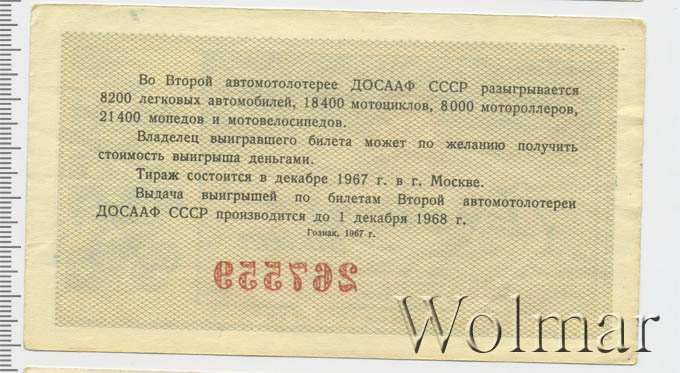 Во Второй автомотолотерее ДОСААФ СССР разыгрывается
8200 легковых автомобилей, 18400 мотоциклов, 8000 мотороллеров,
21400 мопедов и мотовелосипедов.
Владелец выигравшего билета может по желанию получить
стоимость выигрыша деньгами.
Тираж состоится в декабре 1967 г. в г. Москве.
Выдача выигрышей по билетам Второй автомотолотереи
ДОСААФ СССР производится до 1 декабря 1968 г.
Гознак. 1967 г.
267559
Wolmar